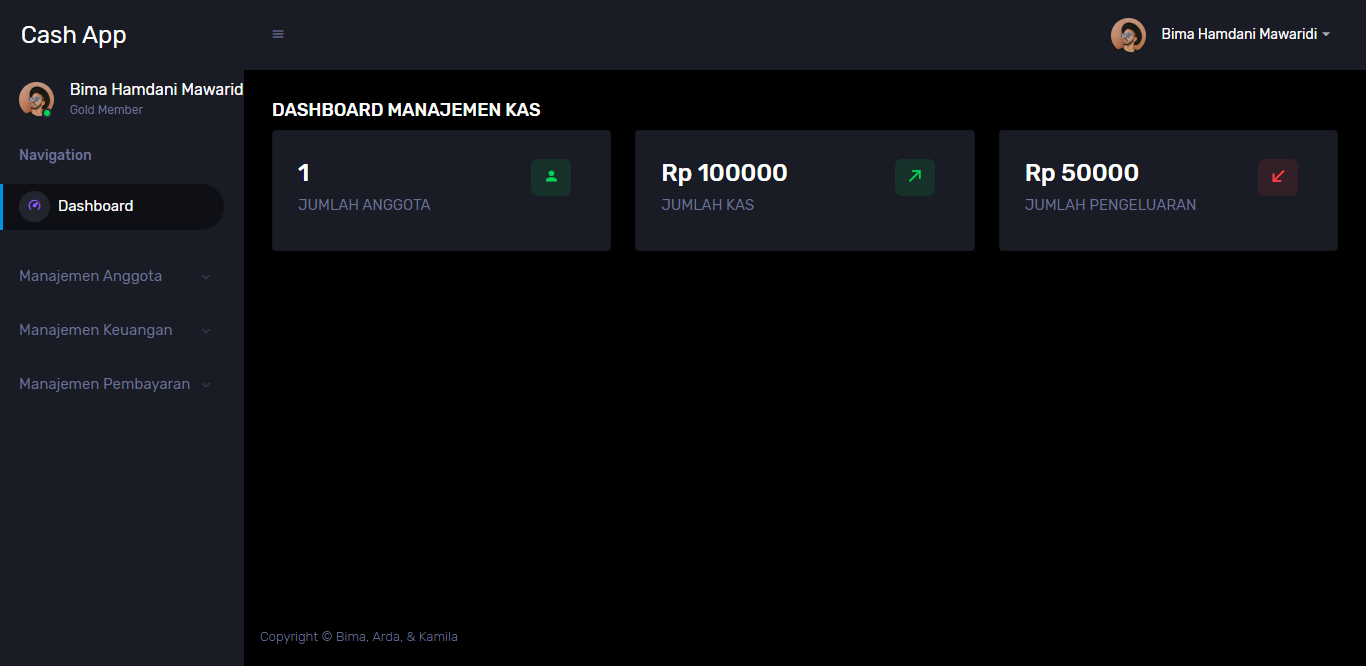 Cash App
Bima Hamdani Mawaridi
Bima Hamdani Mawarid
Gold Member
Navigation
Dashboard
Manajemen Anggota
Manajemen Keuangan
Manajemen Pembayaran
DASHBOARD MANAJEMEN KAS
1
JUMLAH ANGGOTA
Rp 100000
JUMLAH KAS
Rp 50000
JUMLAH PENGELUARAN
Copyright © Bima, Arda, & Kamila